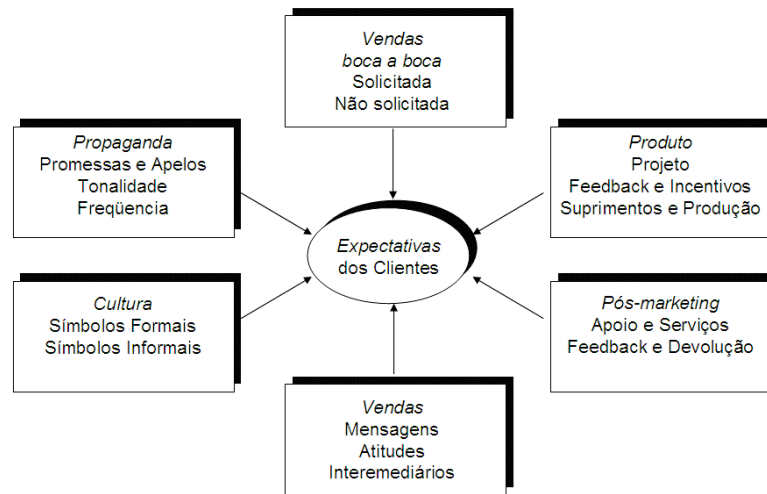 Vendas
boca a boca
Solicitada
Não solicitada
Propaganda
Promessas e Apelos
Tonalidade
Freqüencia
Produto
Projeto
Feedback e Incentivos
Suprimentos e Produção
Expectativas
dos Clientes
Cultura
Símbolos Formais
Símbolos Informais
Pós-marketing
Apoio e Serviços
Feedback e Devolução
Vendas
Mensagens
Atitudes
Interemediários